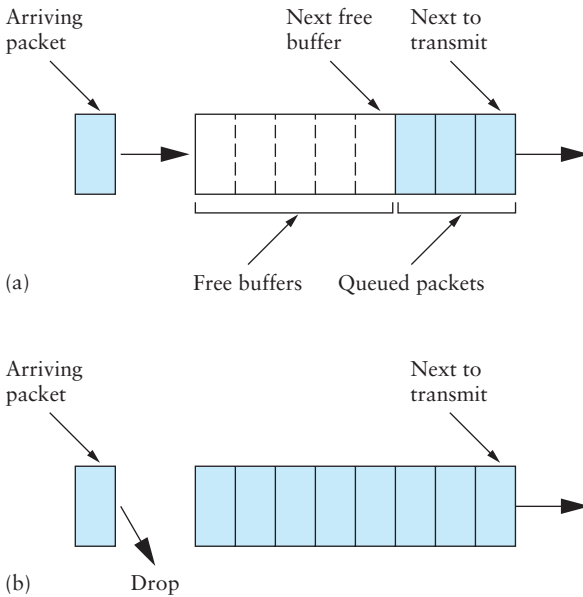 Arriving
packet
Next free
buffer
Next to
transmit
Free buffers
Queued packets
(a)
Arriving
packet
Next to
transmit
Drop
(b)